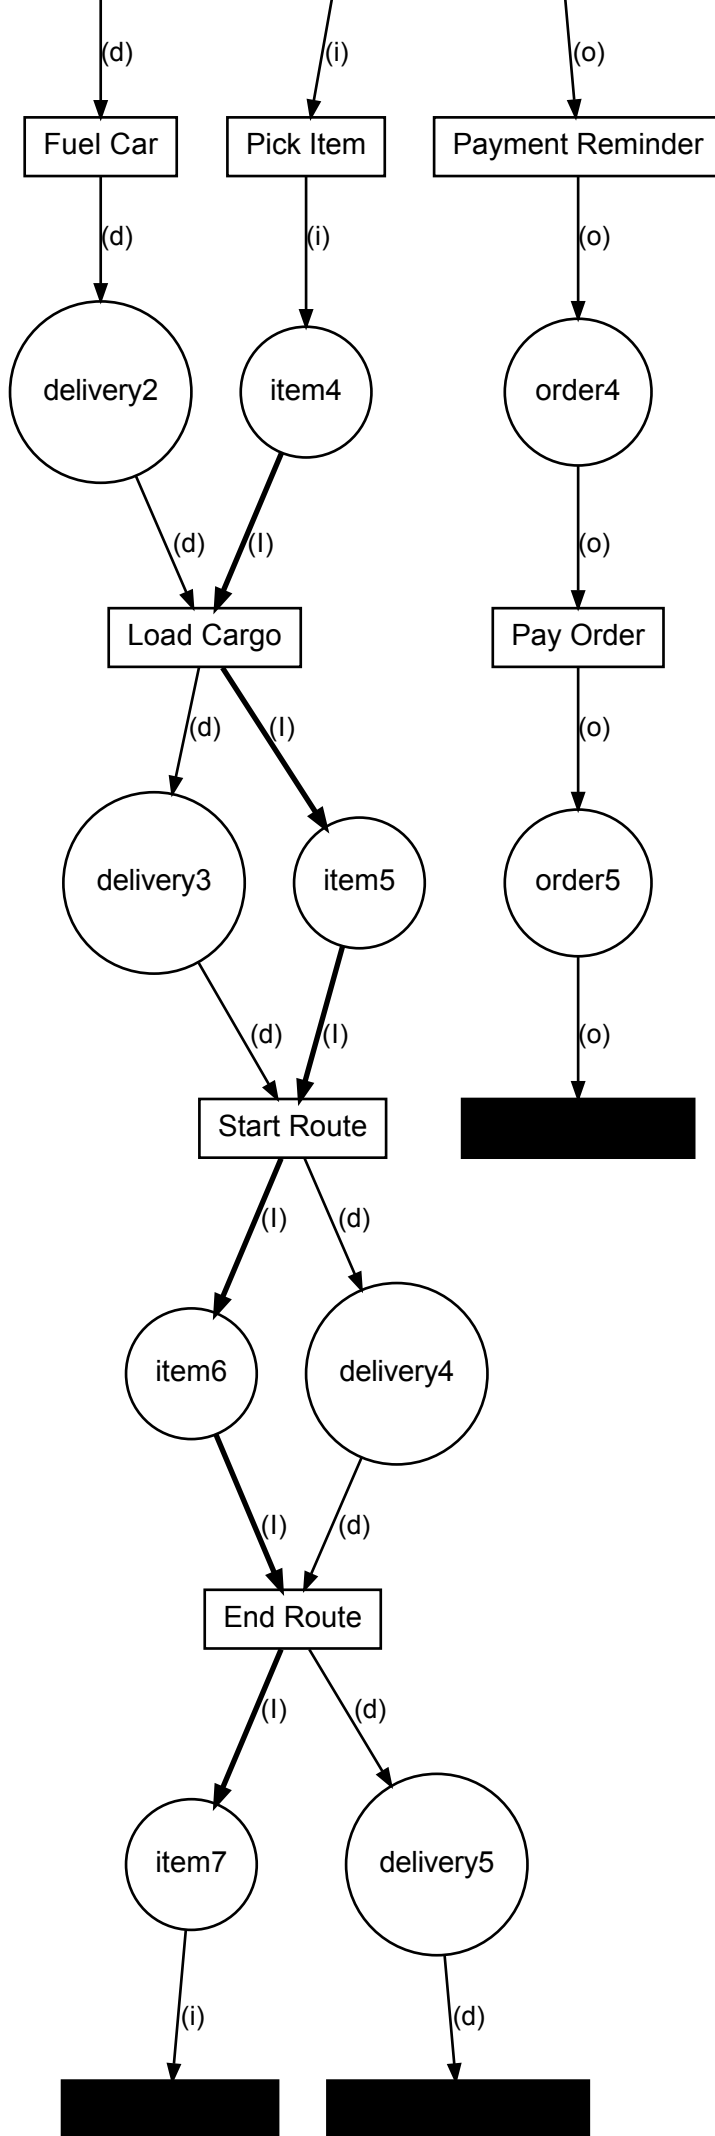 (d) (i) (o)
Fuel Car Pick Item Payment Reminder
(d) (i) (o)
delivery2 item4 order4
(d) (I) (o)
Load Cargo Pay Order
(d) (I) (o)
delivery3 item5 order5
(d) (I) (o)
Start Route
(I) (d)
item6 delivery4
(I) (d)
End Route
(I) (d)
item7 delivery5
(i) (d)